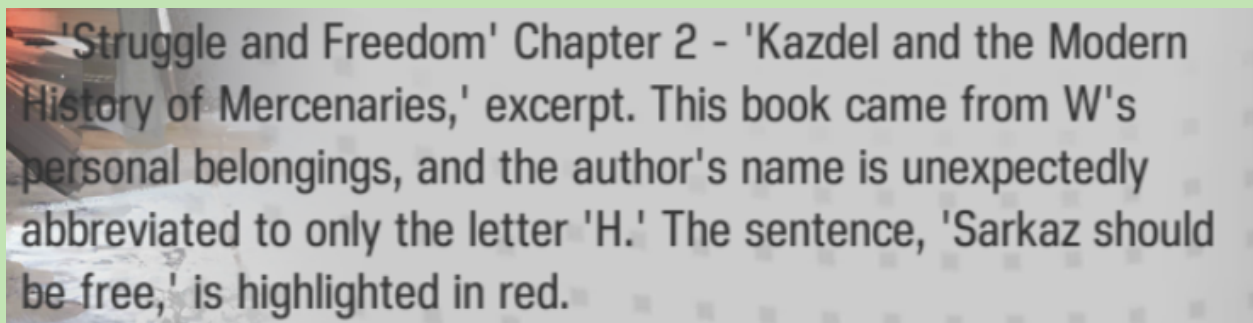 - 'Struggle and Freedom' Chapter 2 - 'Kazdel and the Modern
History of Mercenaries,' excerpt. This book came from W's
personal belongings, and the author's name is unexpectedly
abbreviated to only the letter 'H.' The sentence, 'Sarkaz should
be free,' is highlighted in red.